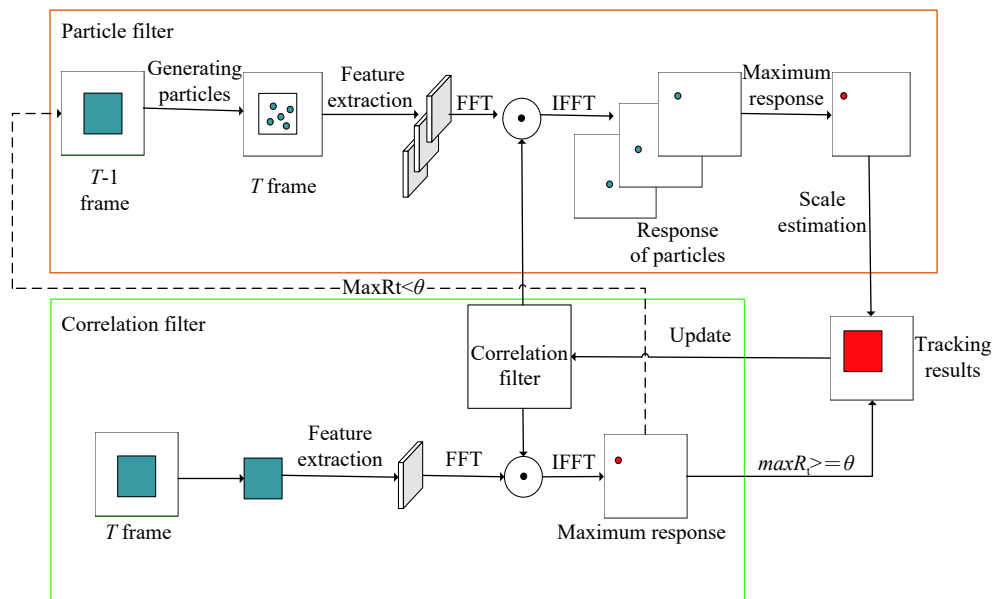 Particle filter
Generating
particles
Feature
extraction
FFT
IFFT
Maximum
response
T-1
frame
T frame
Response
of particles
Scale
estimation
MaxRt<θ
Correlation filter
Correlation
filter
Update
Tracking
results
Feature
extraction
FFT
IFFT
maxRₜ>=θ
T frame
Maximum response